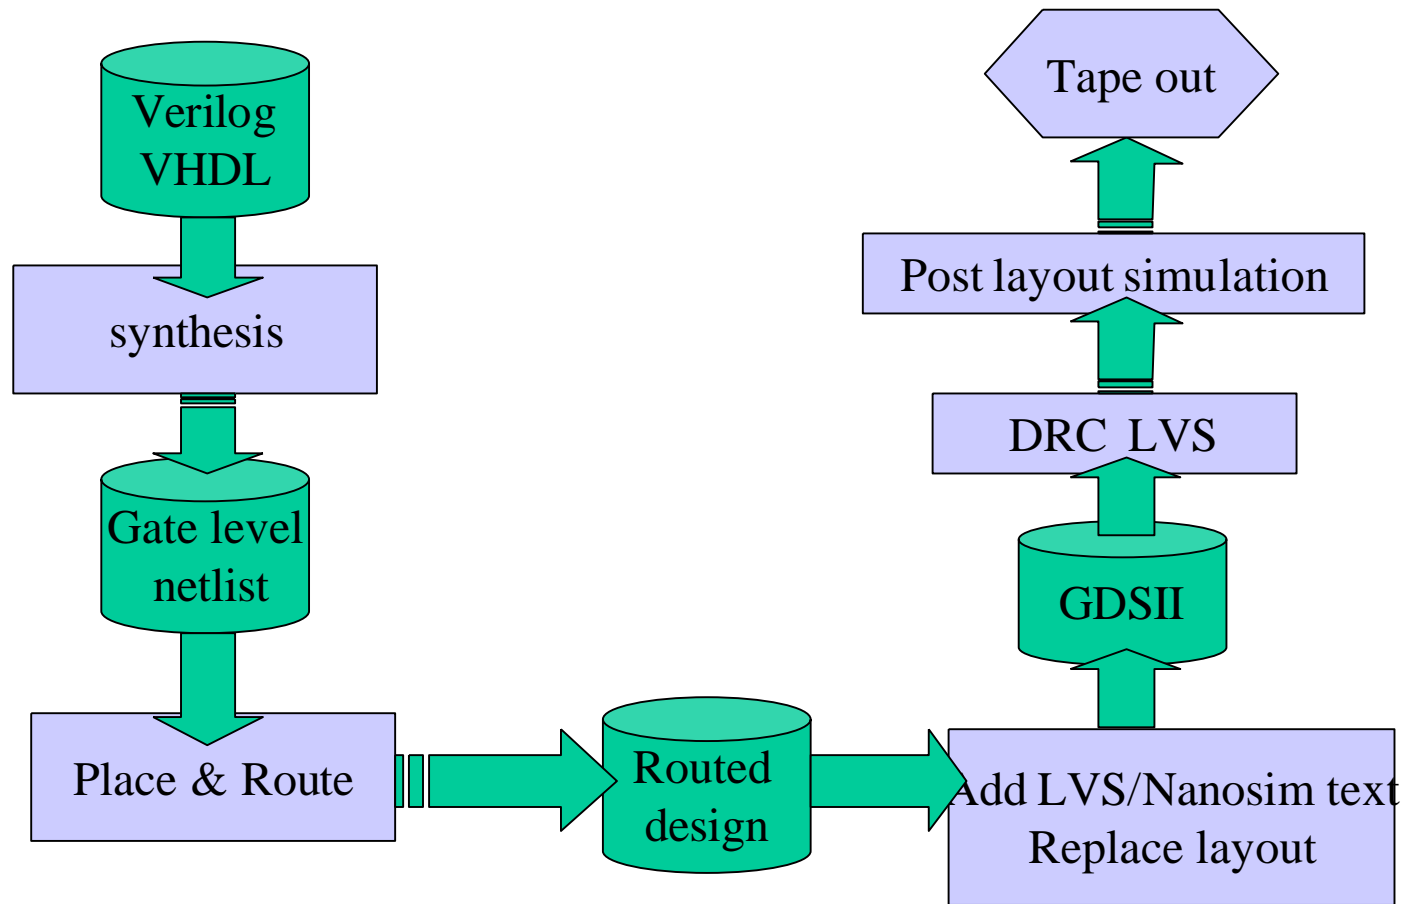 Verilog
VHDL
synthesis
Gate level
netlist
Place & Route
Routed
design
Add LVS/Nanosim text
Replace layout
GDSII
DRC LVS
Post layout simulation
Tape out